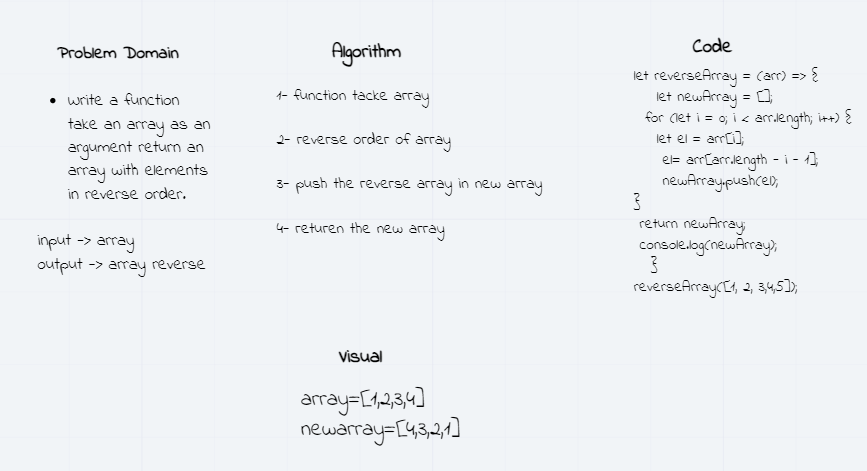 Problem Domain
• write a function
take an array as an
argument return an
array with elements
in reverse order.
input -> array
output -> array reverse
Algorithm
1- function tacke array
2- reverse order of array
3- push the reverse array in new array
4- returen the new array
Code
let reverseArray = (arr) => {
let newArray = [];
for (let i = 0; i < arr.length; i++) {
let el = arr[i];
el= arr[arr.length - i - 1];
newArray.push(el);
}
return newArray;
console.log(newArray);
}
reverseArray([1, 2, 3,4,5]);
Visual
array=[1,2,3,4]
newarray=[4,3,2,1]